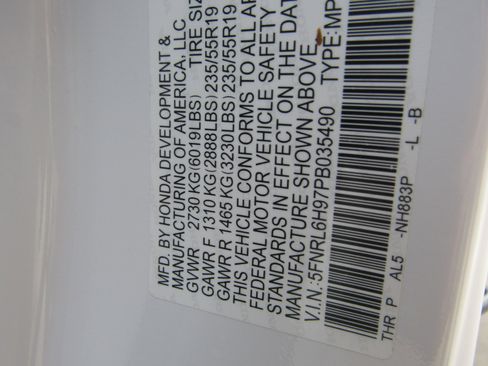 MFD. BY HONDA DEVELOPMENT &
MANUFACTURING OF AMERICA, LLC
GVWR 2730 KG(6019LBS) TIRE SIZ
GAWR F 1310 KG(2888LBS)235/55R19
GAWR R 1465 KG(3230LBS)235/55R19
THIS VEHICLE CONFORMS TO ALL AP
FEDERAL MOTOR VEHICLE SAFETY
STANDARDS IN EFFECT ON THE DAT
MANUFACTURE SHOWN ABOVE.
V.I.N.:5FNRL6H97PB035490 TYPE:MP
THR P AL5 -NH883P -L -B